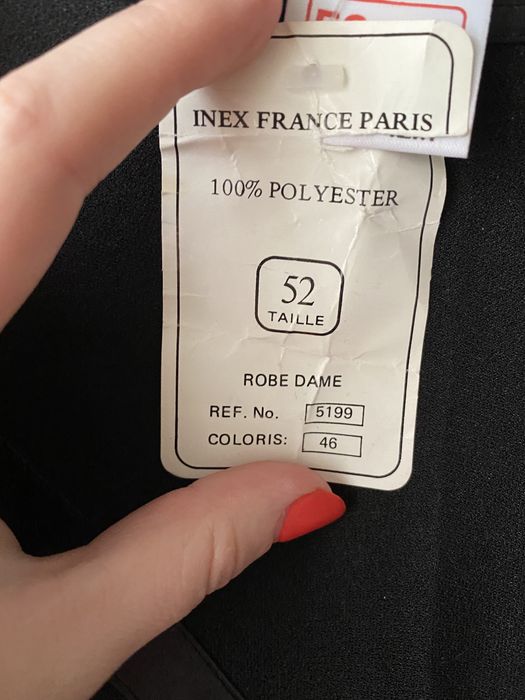 INEX FRANCE PARIS
100% POLYESTER
52
TAILLE
ROBE DAME
REF. No. 5199
COLORIS: 46